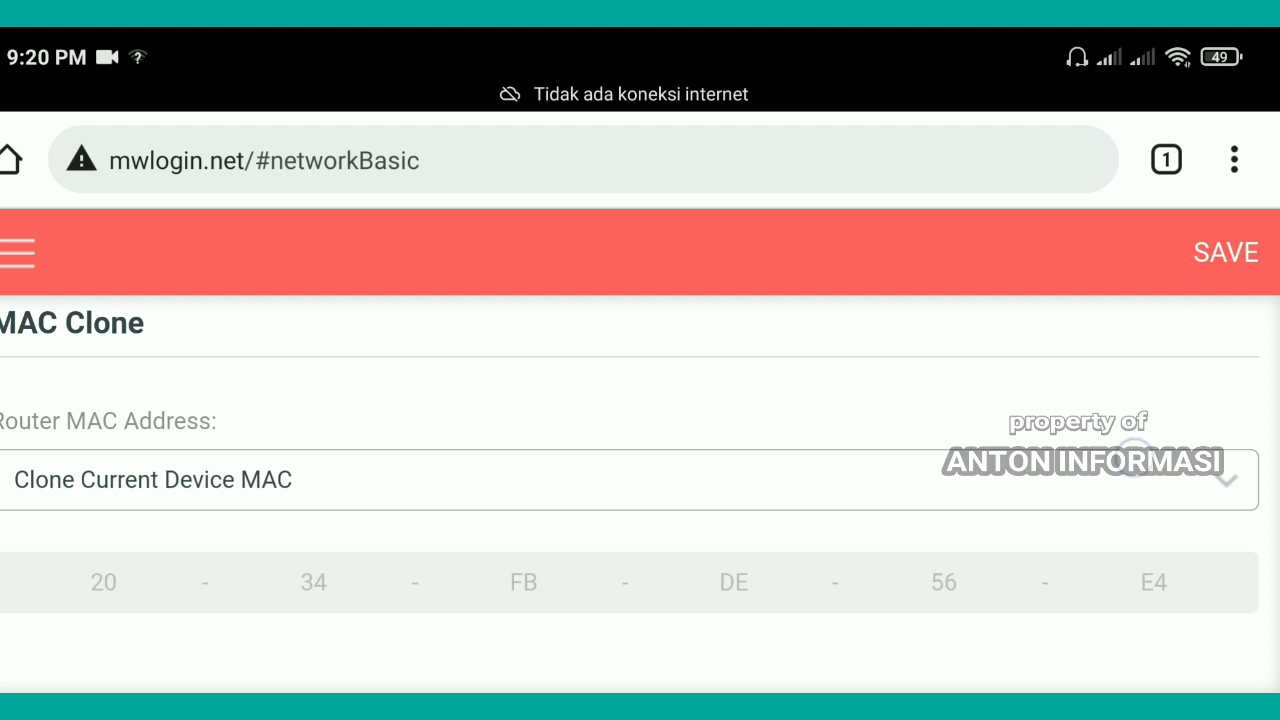 9:20 PM
49
Tidak ada koneksi internet
mwlogin.net/#networkBasic
1
SAVE
MAC Clone
Router MAC Address:
property of
ANTON INFORMASI
Clone Current Device MAC
20 - 34 - FB - DE - 56 - E4